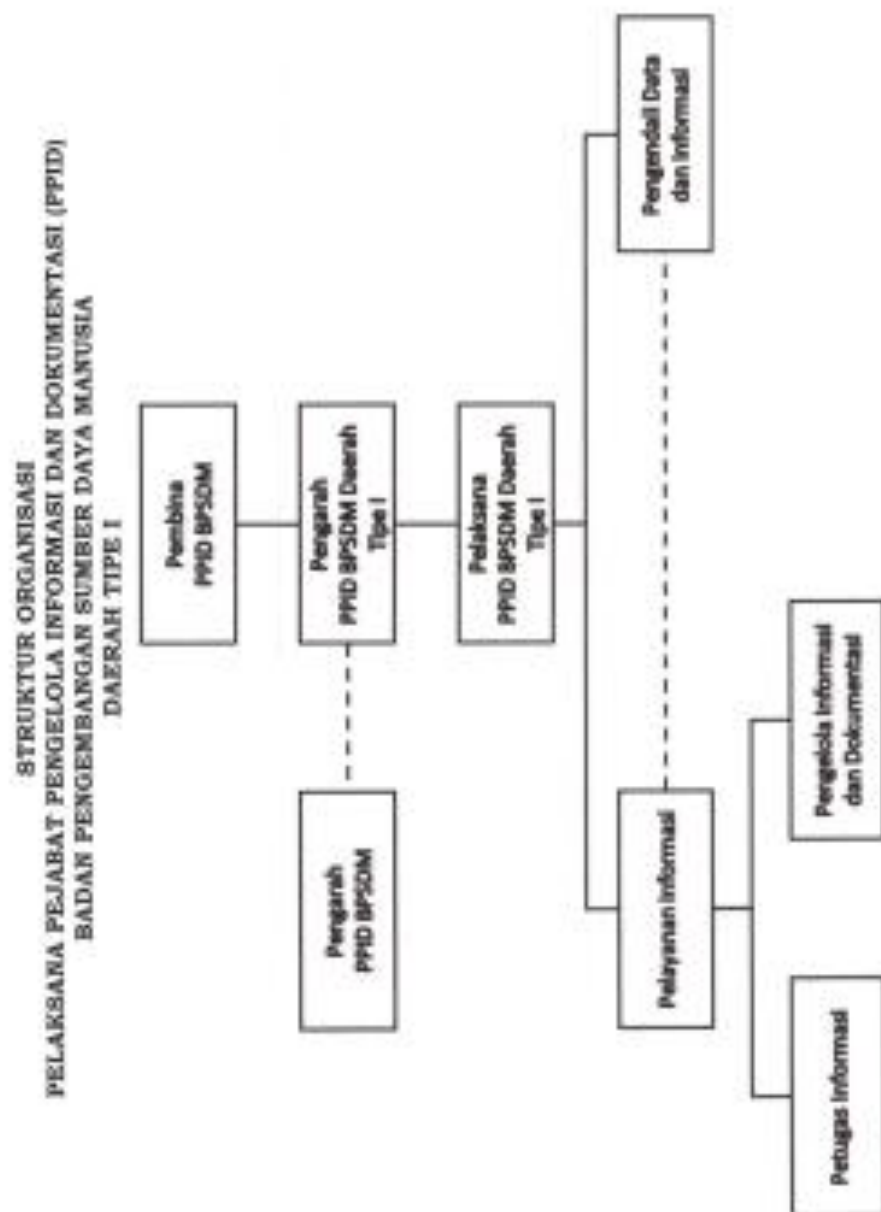 STRUKTUR ORGANISASI
PELAKSANA PEJABAT PENGELOLA INFORMASI DAN DOKUMENTASI (PPID)
BADAN PENGEMBANGAN SUMBER DAYA MANUSIA
DAERAH TIPE I
Pembina
PPID BPSDM
Pengarah
PPID BPSDM
Pengarah
PPID BPSDM Daerah
Tipe I
Pelaksana
PPID BPSDM Daerah
Tipe I
Pelayanan Informasi
Pengendali Data
dan Informasi
Petugas Informasi
Pengelola Informasi
dan Dokumentasi